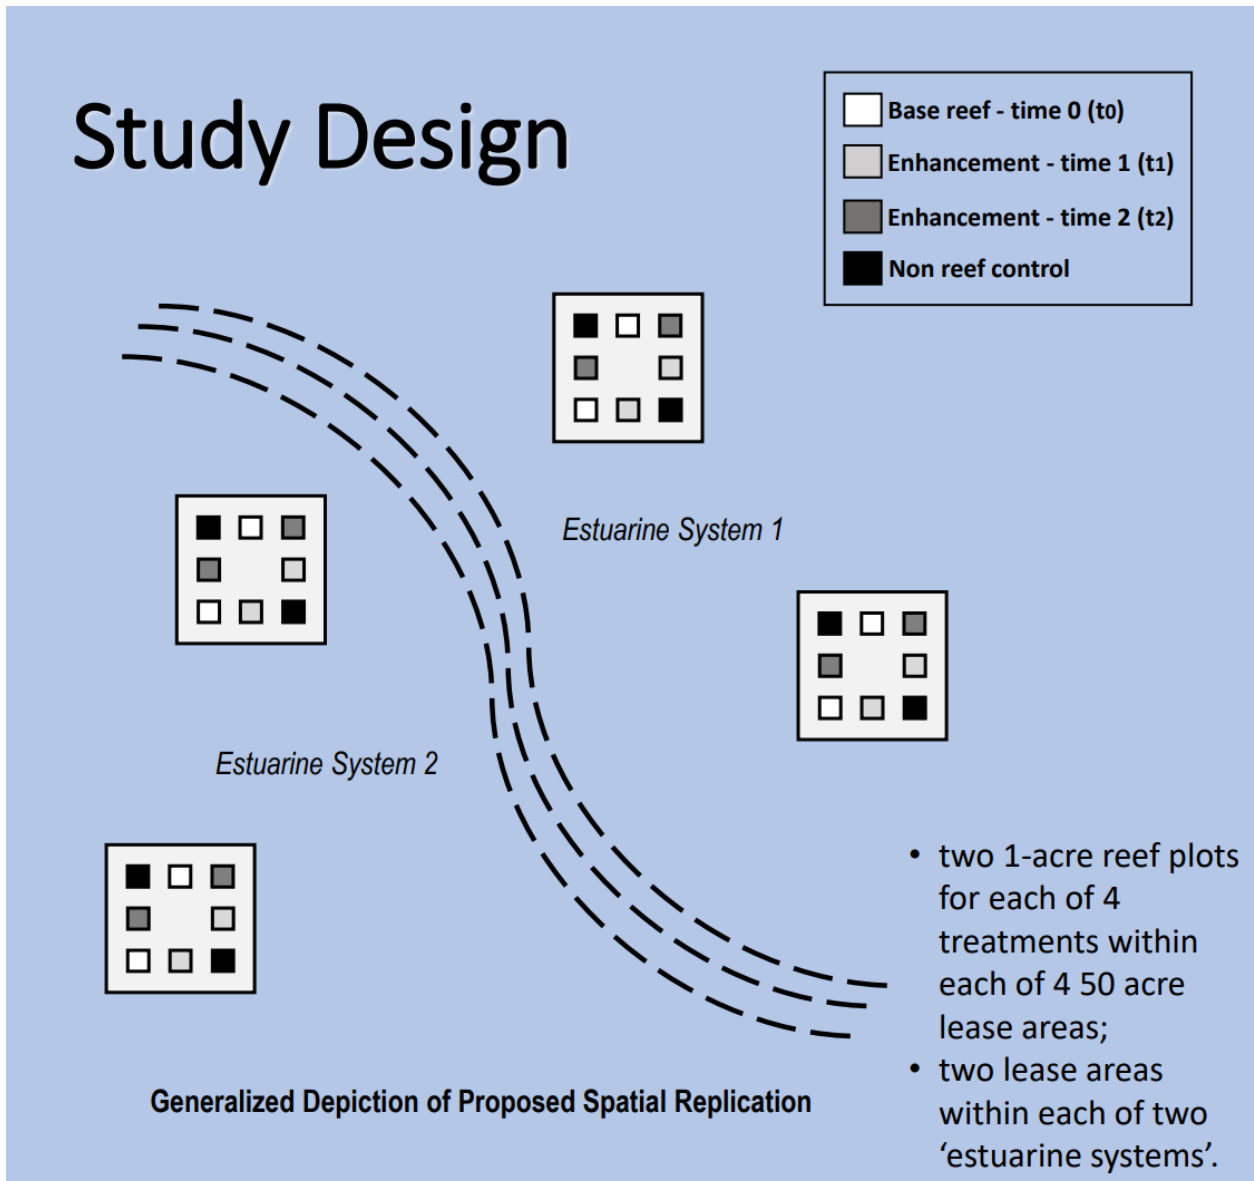 Study Design
Base reef - time 0 (t0)
Enhancement - time 1 (t1)
Enhancement - time 2 (t2)
Non reef control
Estuarine System 1
Estuarine System 2
• two 1-acre reef plots
for each of 4
treatments within
each of 4 50 acre
lease areas;
• two lease areas
within each of two
‘estuarine systems’.
Generalized Depiction of Proposed Spatial Replication